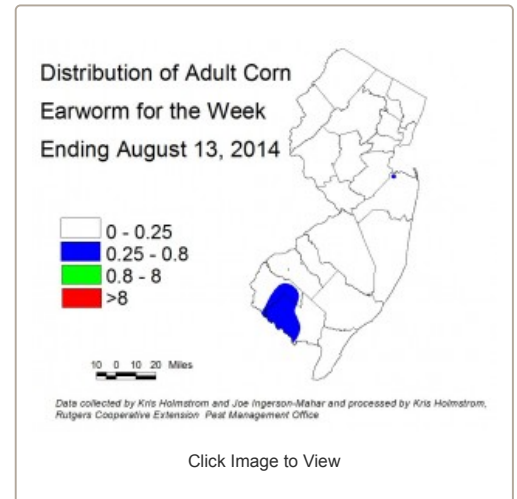 Distribution of Adult Corn
Earworm for the Week
Ending August 13, 2014
0 - 0.25
0.25 - 0.8
0.8 - 8
>8
10 0 10 20 Miles
Data collected by Kris Holmstrom and Joe Ingerson-Mahar and processed by Kris Holmstrom,
Rutgers Cooperative Extension Pest Management Office
Click Image to View